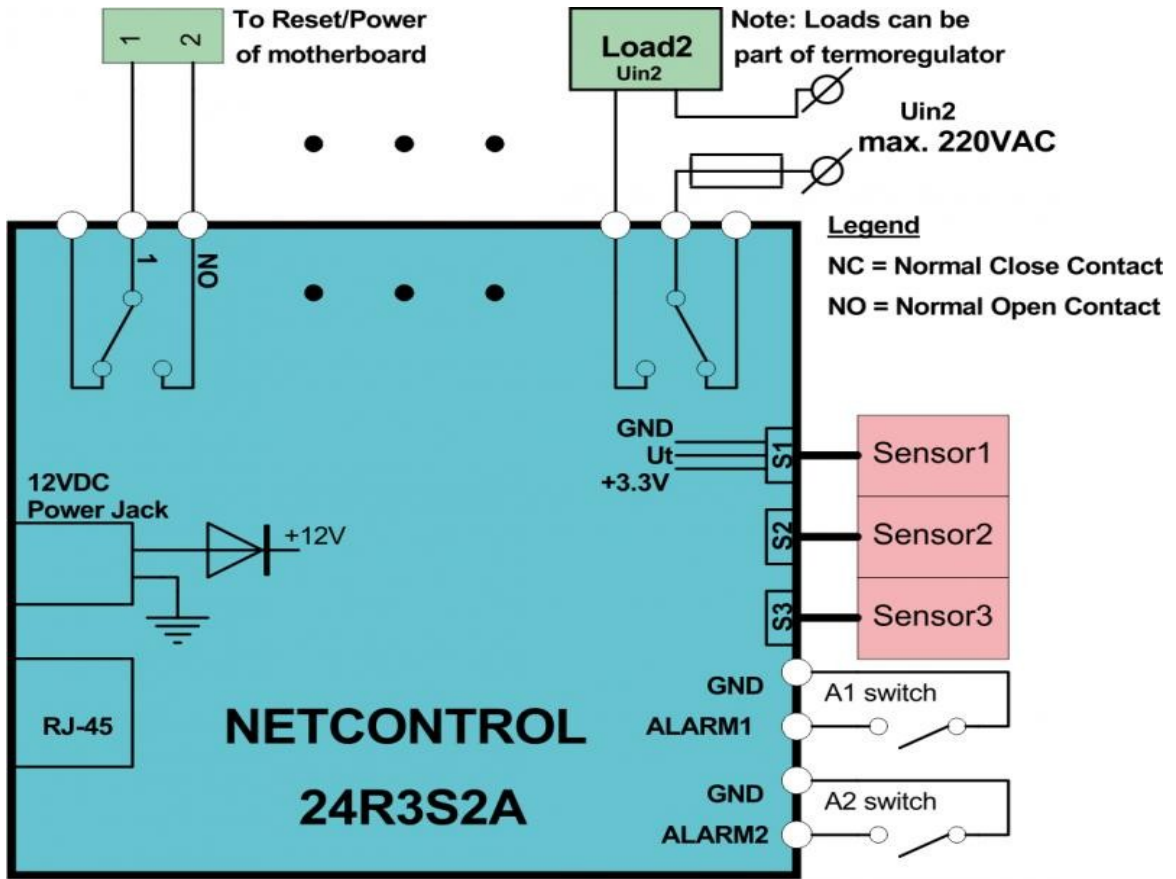 To Reset/Power
of motherboard
1
2
Load2
Uin2
Note: Loads can be
part of termoregulator
Uin2
max. 220VAC
Legend
NC = Normal Close Contact
NO = Normal Open Contact
1
NO
GND
Ut
+3.3V
S1
Sensor1
12VDC
Power Jack
+12V
S2
Sensor2
S3
Sensor3
RJ-45
NETCONTROL
24R3S2A
GND
A1 switch
ALARM1
GND
A2 switch
ALARM2